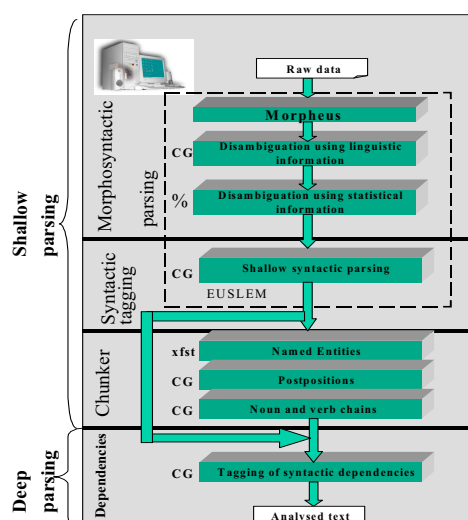 Raw data
Morpheus
CG
Disambiguation using linguistic
information
%
Disambiguation using statistical
information
Morphosyntactic
parsing
CG
Shallow syntactic parsing
EUSLEM
Syntactic
tagging
Shallow
parsing
xfst
Named Entities
CG
Postpositions
CG
Noun and verb chains
Chunker
CG
Tagging of syntactic dependencies
Dependencies
Deep
parsing
Analysed text